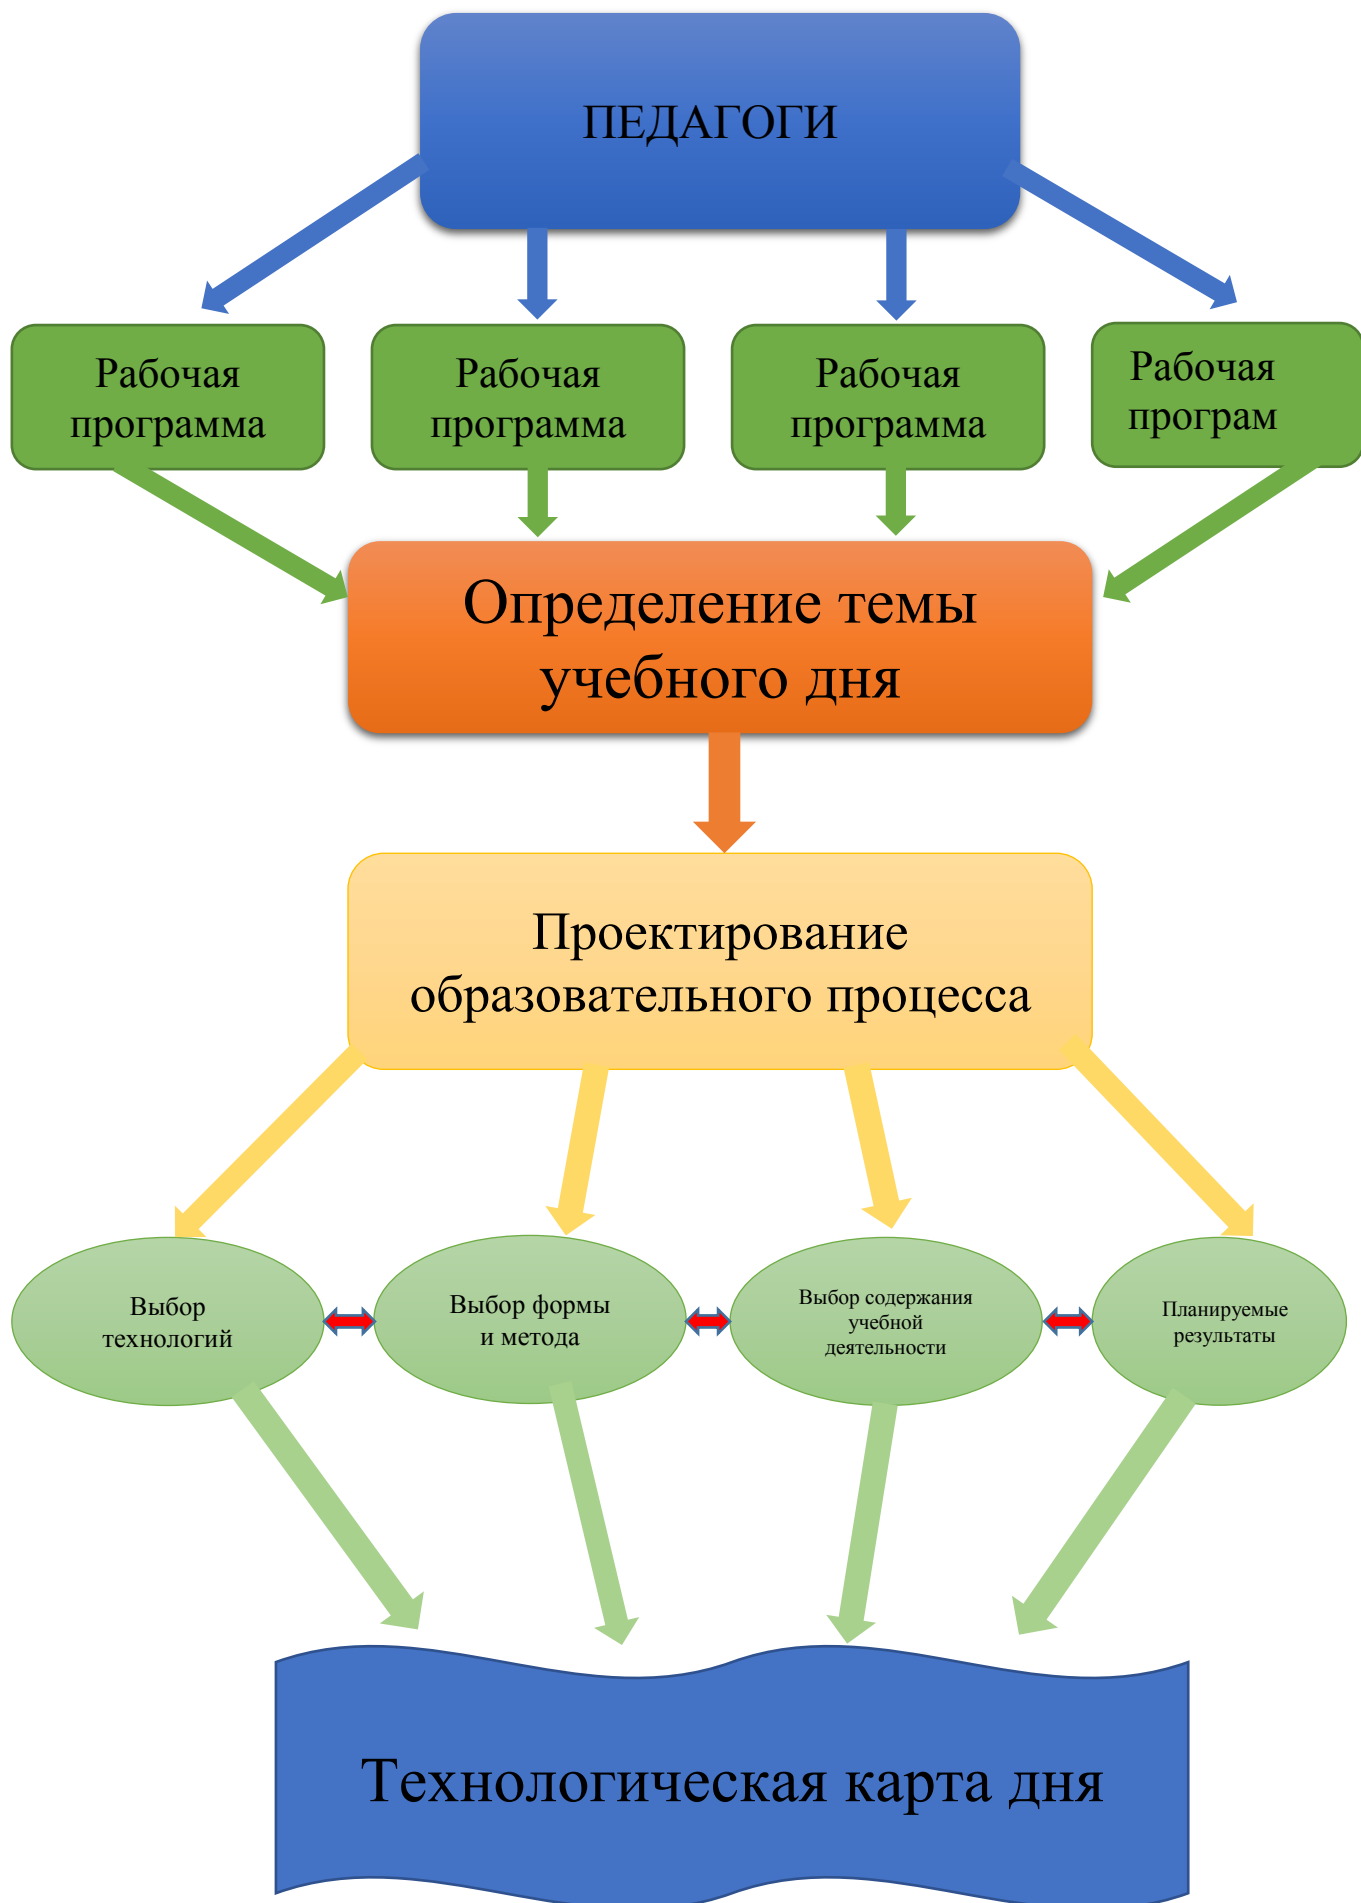 ПЕДАГОГИ
Рабочая
программа
Рабочая
программа
Рабочая
программа
Рабочая
програм
Определение темы
учебного дня
Проектирование
образовательного процесса
Выбор
технологий
Выбор формы
и метода
Выбор содержания
учебной
деятельности
Планируемые
результаты
Технологическая карта дня